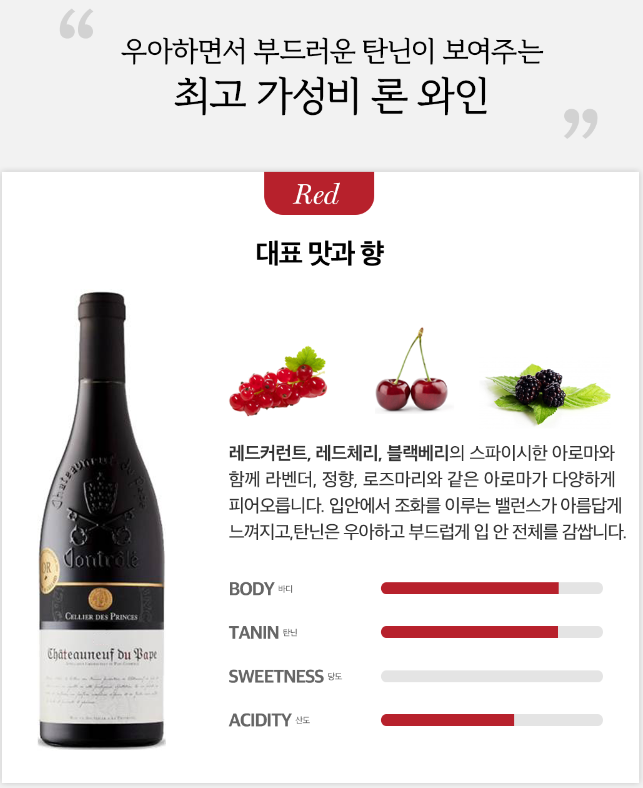 “
우아하면서 부드러운 탄닌이 보여주는
최고 가성비 론 와인
”
Red
대표 맛과 향
레드커런트, 레드체리, 블랙베리의 스파이시한 아로마와
함께 라벤더, 정향, 로즈마리와 같은 아로마가 다양하게
피어오릅니다. 입안에서 조화를 이루는 밸런스가 아름답게
느껴지고,탄닌은 우아하고 부드럽게 입 안 전체를 감쌉니다.
Chateauneuf du Pape
Contrôlé
OR
CELLIER DES PRINCES
Châteauneuf du Pape
BODY 바디
TANIN 탄닌
SWEETNESS 당도
ACIDITY 산도